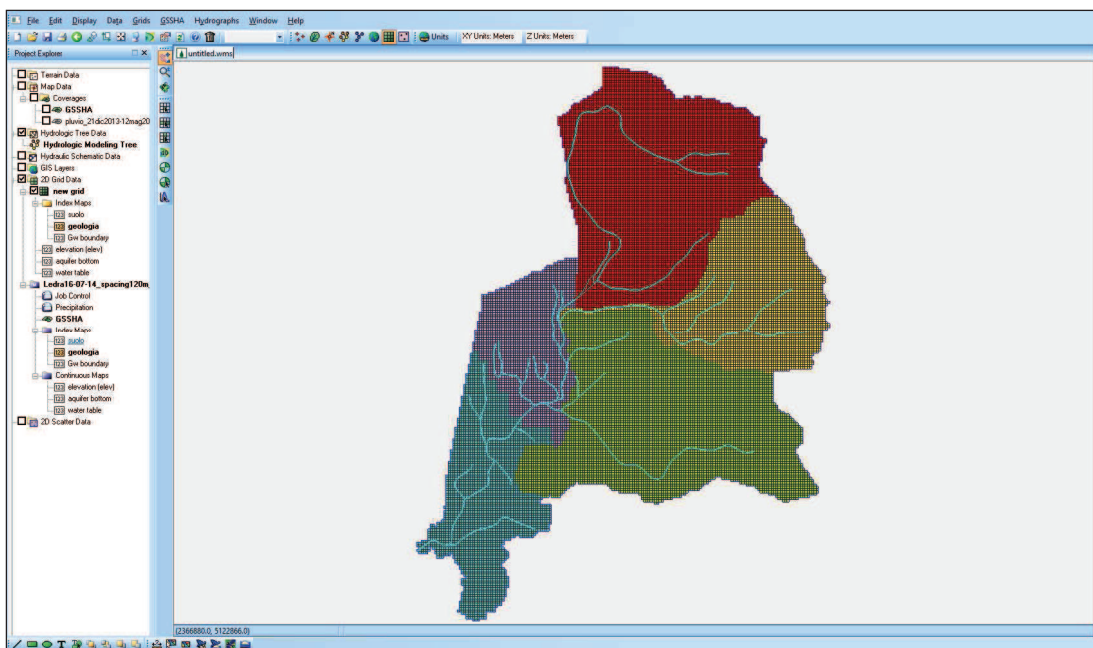 File Edit Display Data Grids GSSHA Hydrographs Window Help
Units XY Units: Meters Z Units: Meters
Project Explorer
untitled.wms
Terrain Data
Map Data
Coverages
GSSHA
pluvio_21dic2013-12mag20
Hydrologic Tree Data
Hydrologic Modeling Tree
Hydraulic Schematic Data
GIS Layers
2D Grid Data
new grid
Index Maps
suolo
geologia
Gw boundary
elevation (elev)
aquifer bottom
water table
Ledra16-07-14_spacing120m
Job Control
Precipitation
GSSHA
Index Maps
suolo
geologia
Gw boundary
Continuous Maps
elevation (elev)
aquifer bottom
water table
2D Scatter Data
(2366880.0, 5122866.0)